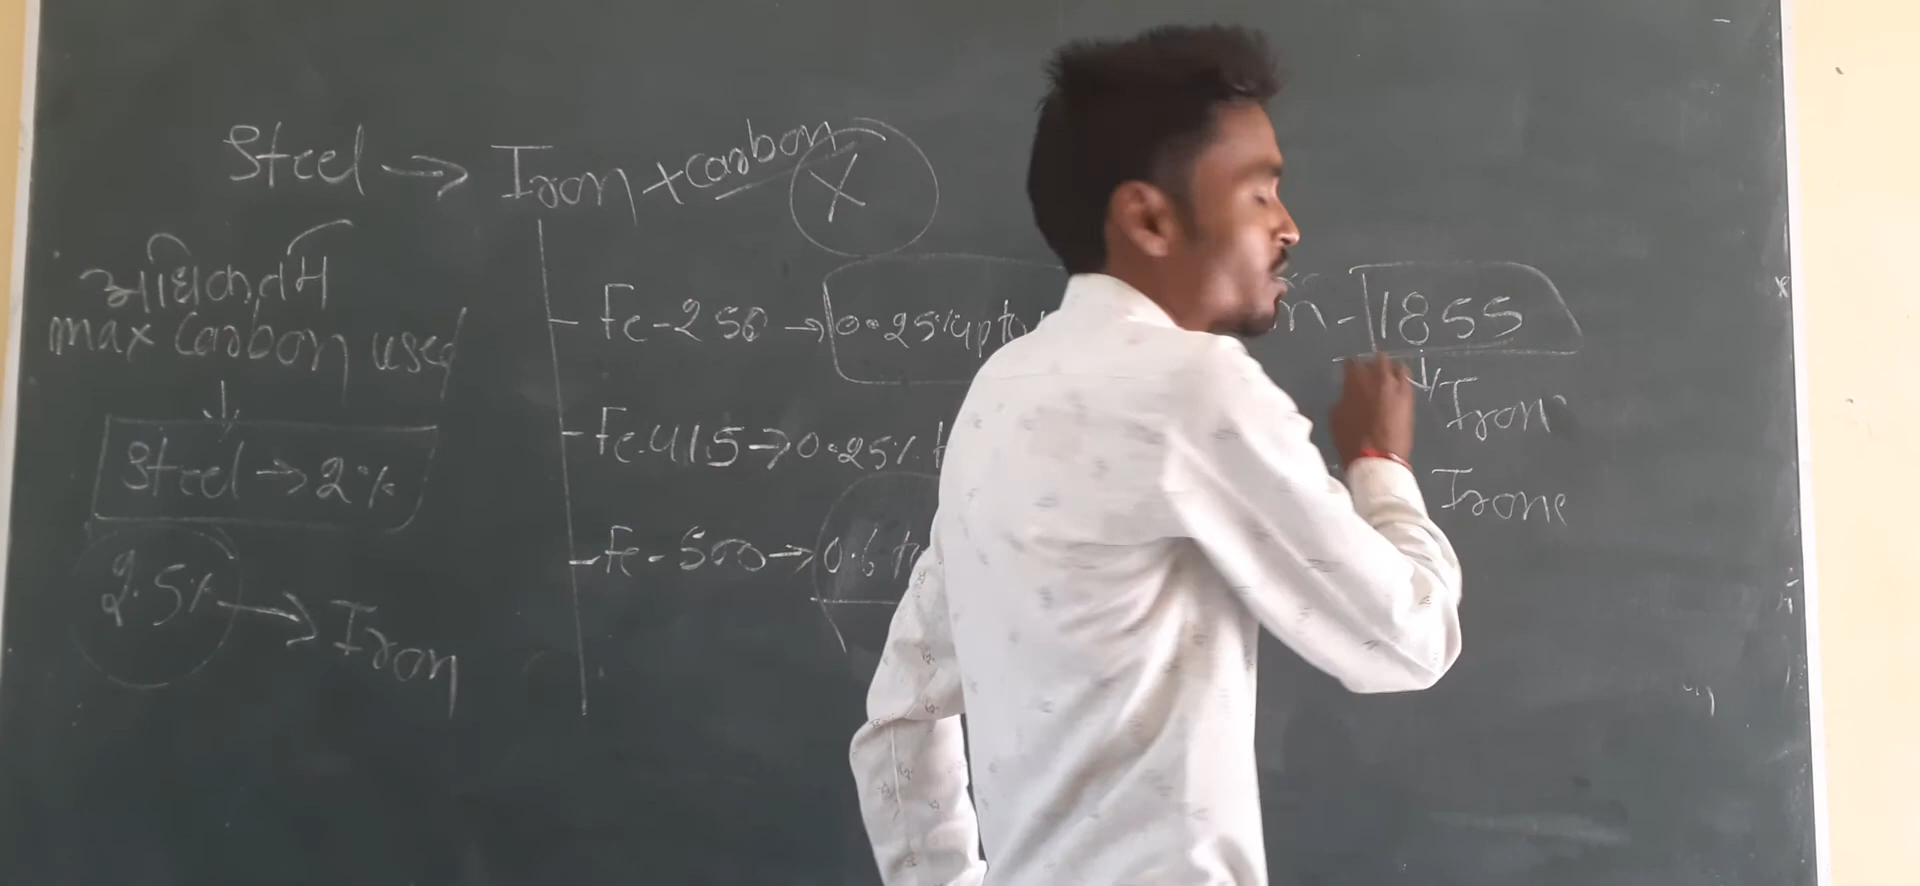 Steel → Iron + carbon X
अधिकतम
max Carbon used
↓
Steel → 2%
2.5% → Iron
- Fe-250 → 0.25% upto
- Fe-415 → 0.25%
- Fe-500 → 0.6 to
n - 1855
↓
Iron
Irone